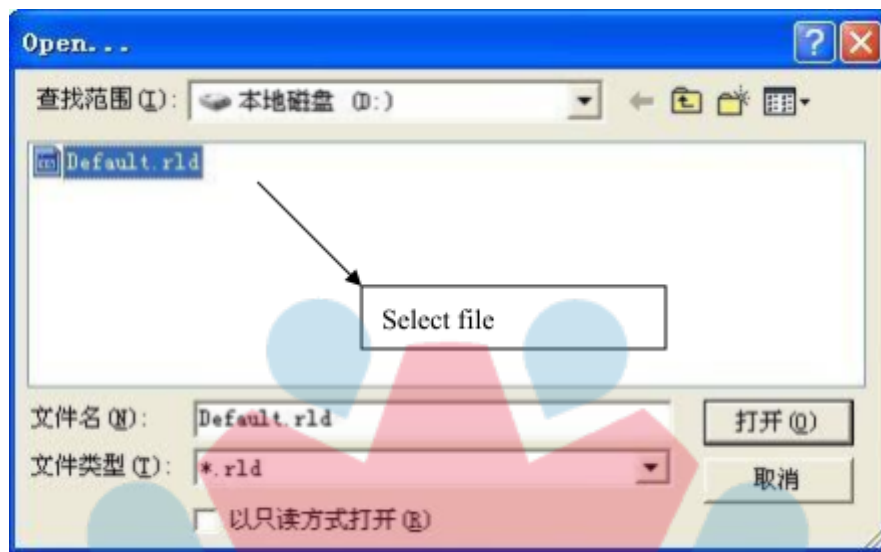 Open...
查找范围(I): 本地磁盘 (D:)
Default.rld
Select file
文件名(N): Default.rld 打开(O)
文件类型(T): *.rld 取消
以只读方式打开(R)